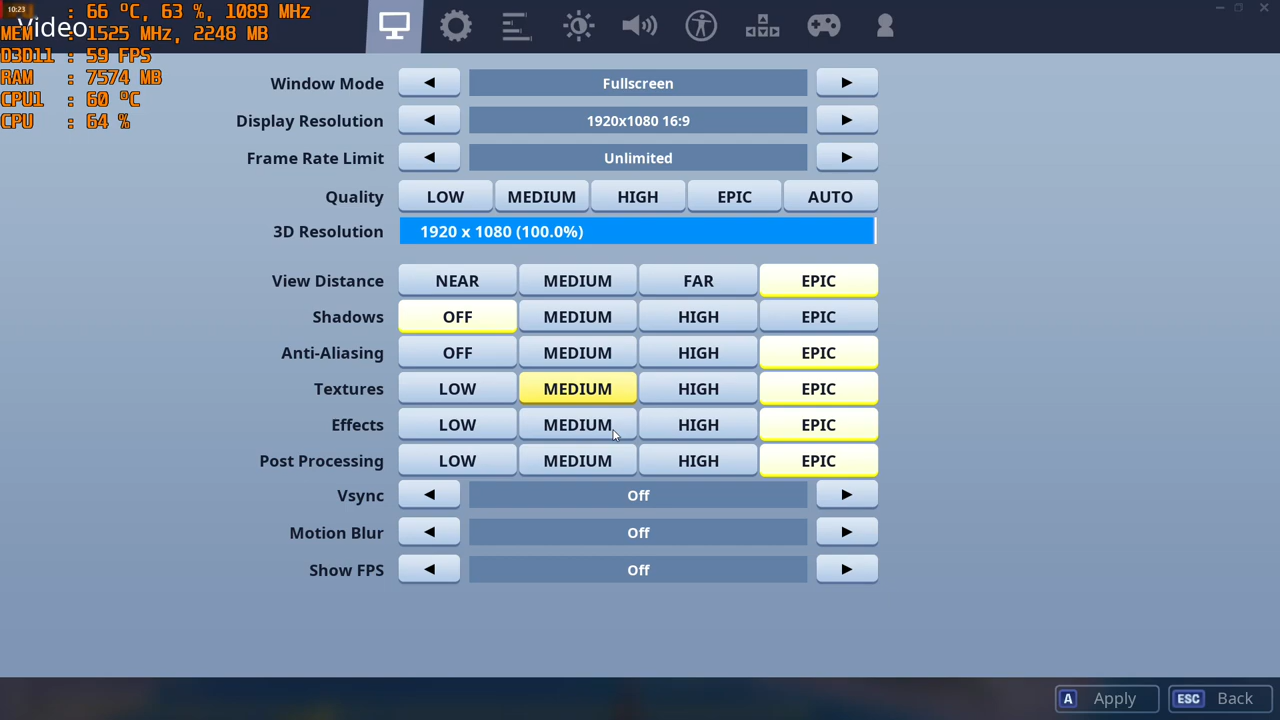 10:23
: 66 °C, 63 %, 1089 MHz
Video
MEM : 1525 MHz, 2248 MB
D3D11 : 59 FPS
RAM : 7574 MB
CPU1 : 60 °C
CPU : 64 %
Window Mode ◄ Fullscreen ►
Display Resolution ◄ 1920x1080 16:9 ►
Frame Rate Limit ◄ Unlimited ►
Quality LOW MEDIUM HIGH EPIC AUTO
3D Resolution 1920 x 1080 (100.0%)
View Distance NEAR MEDIUM FAR EPIC
Shadows OFF MEDIUM HIGH EPIC
Anti-Aliasing OFF MEDIUM HIGH EPIC
Textures LOW MEDIUM HIGH EPIC
Effects LOW MEDIUM HIGH EPIC
Post Processing LOW MEDIUM HIGH EPIC
Vsync ◄ Off ►
Motion Blur ◄ Off ►
Show FPS ◄ Off ►
A Apply ESC Back